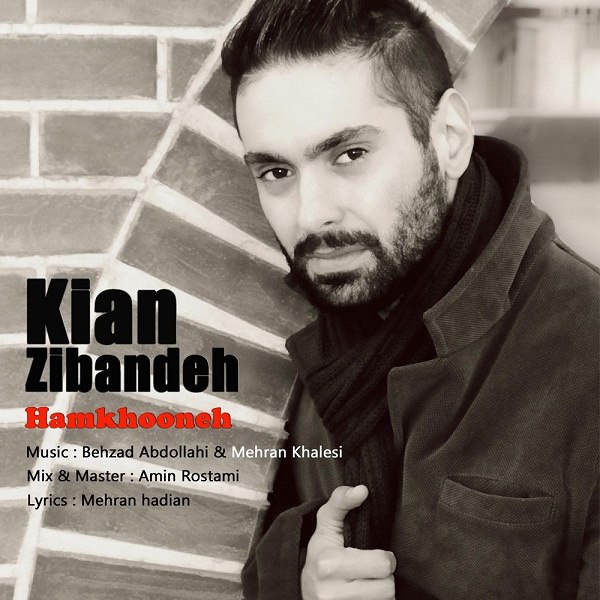 Kian
Zibandeh
Hamkhooneh
Music : Behzad Abdollahi & Mehran Khalesi
Mix & Master : Amin Rostami
Lyrics : Mehran hadian